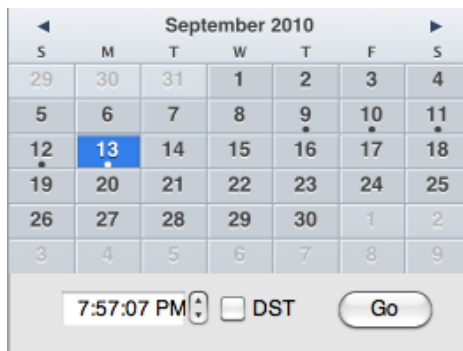 September 2010
S M T W T F S
29 30 31 1 2 3 4
5 6 7 8 9 10 11
12 13 14 15 16 17 18
19 20 21 22 23 24 25
26 27 28 29 30 1 2
3 4 5 6 7 8 9
7:57:07 PM DST Go